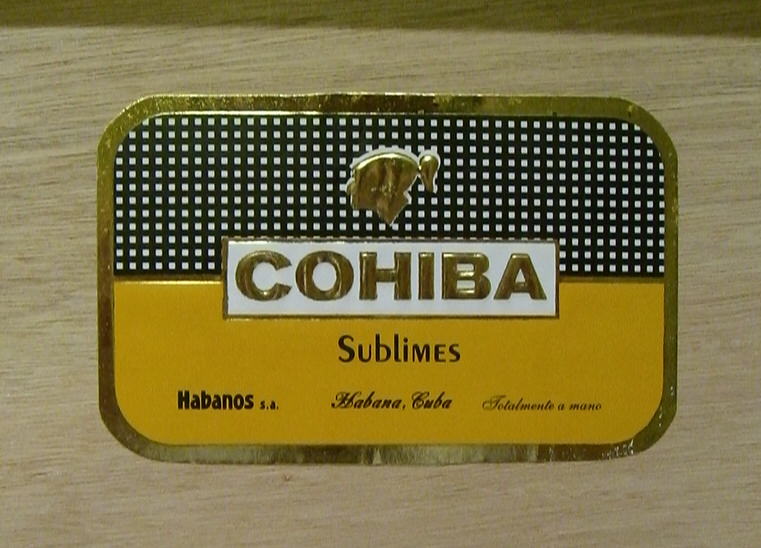 COHIBA
SubliMES
Habanos s.a. Habana, Cuba Totalmente a mano